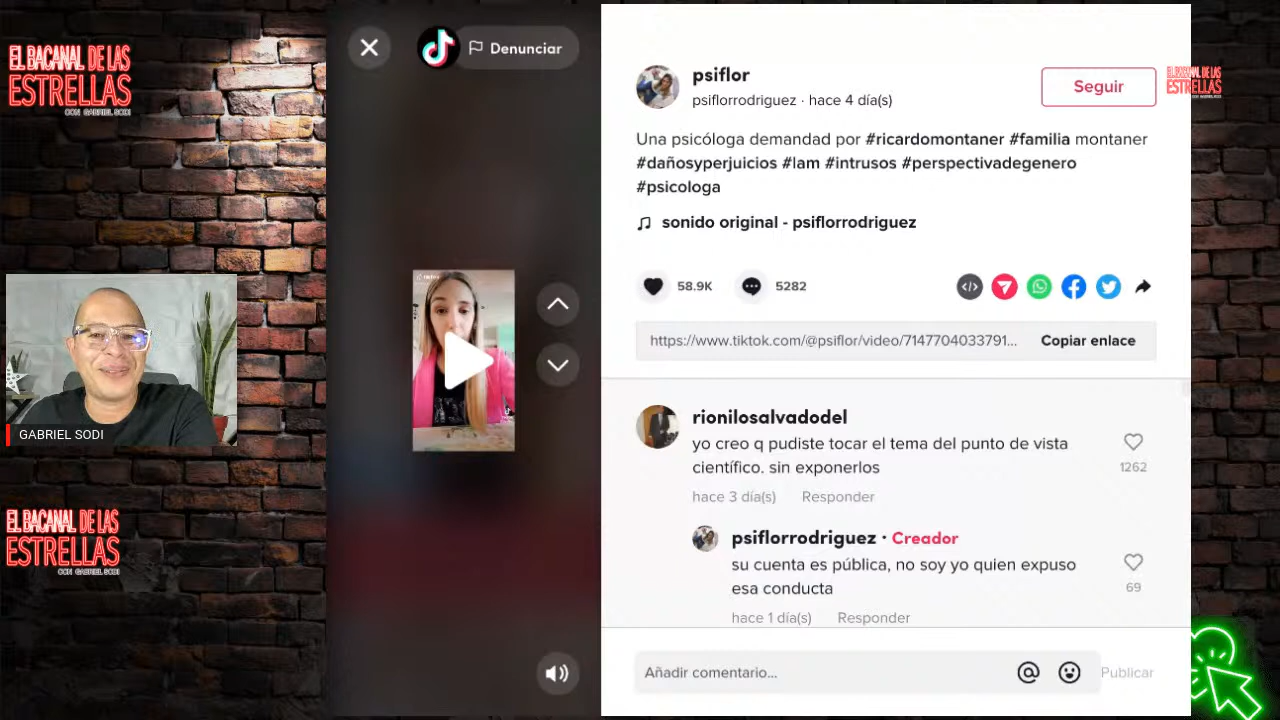 EL BACANAL DE LAS
ESTRELLAS
CON GABRIEL SODI
GABRIEL SODI
EL BACANAL DE LAS
ESTRELLAS
CON GABRIEL SODI
Denunciar
psiflor
psiflorrodriguez · hace 4 día(s)
Seguir
EL BACANAL DE LAS
ESTRELLAS
Una psicóloga demandad por #ricardomontaner #familia montaner
#dañosyperjuicios #lam #intrusos #perspectivadegenero
#psicologa
sonido original - psiflorrodriguez
58.9K
5282
https://www.tiktok.com/@psiflor/video/7147704033791...
Copiar enlace
rionilosalvadodel
yo creo q pudiste tocar el tema del punto de vista
científico. sin exponerlos
1262
hace 3 día(s) Responder
psiflorrodriguez · Creador
su cuenta es pública, no soy yo quien expuso
esa conducta
69
hace 1 día(s) Responder
Añadir comentario...
Publicar